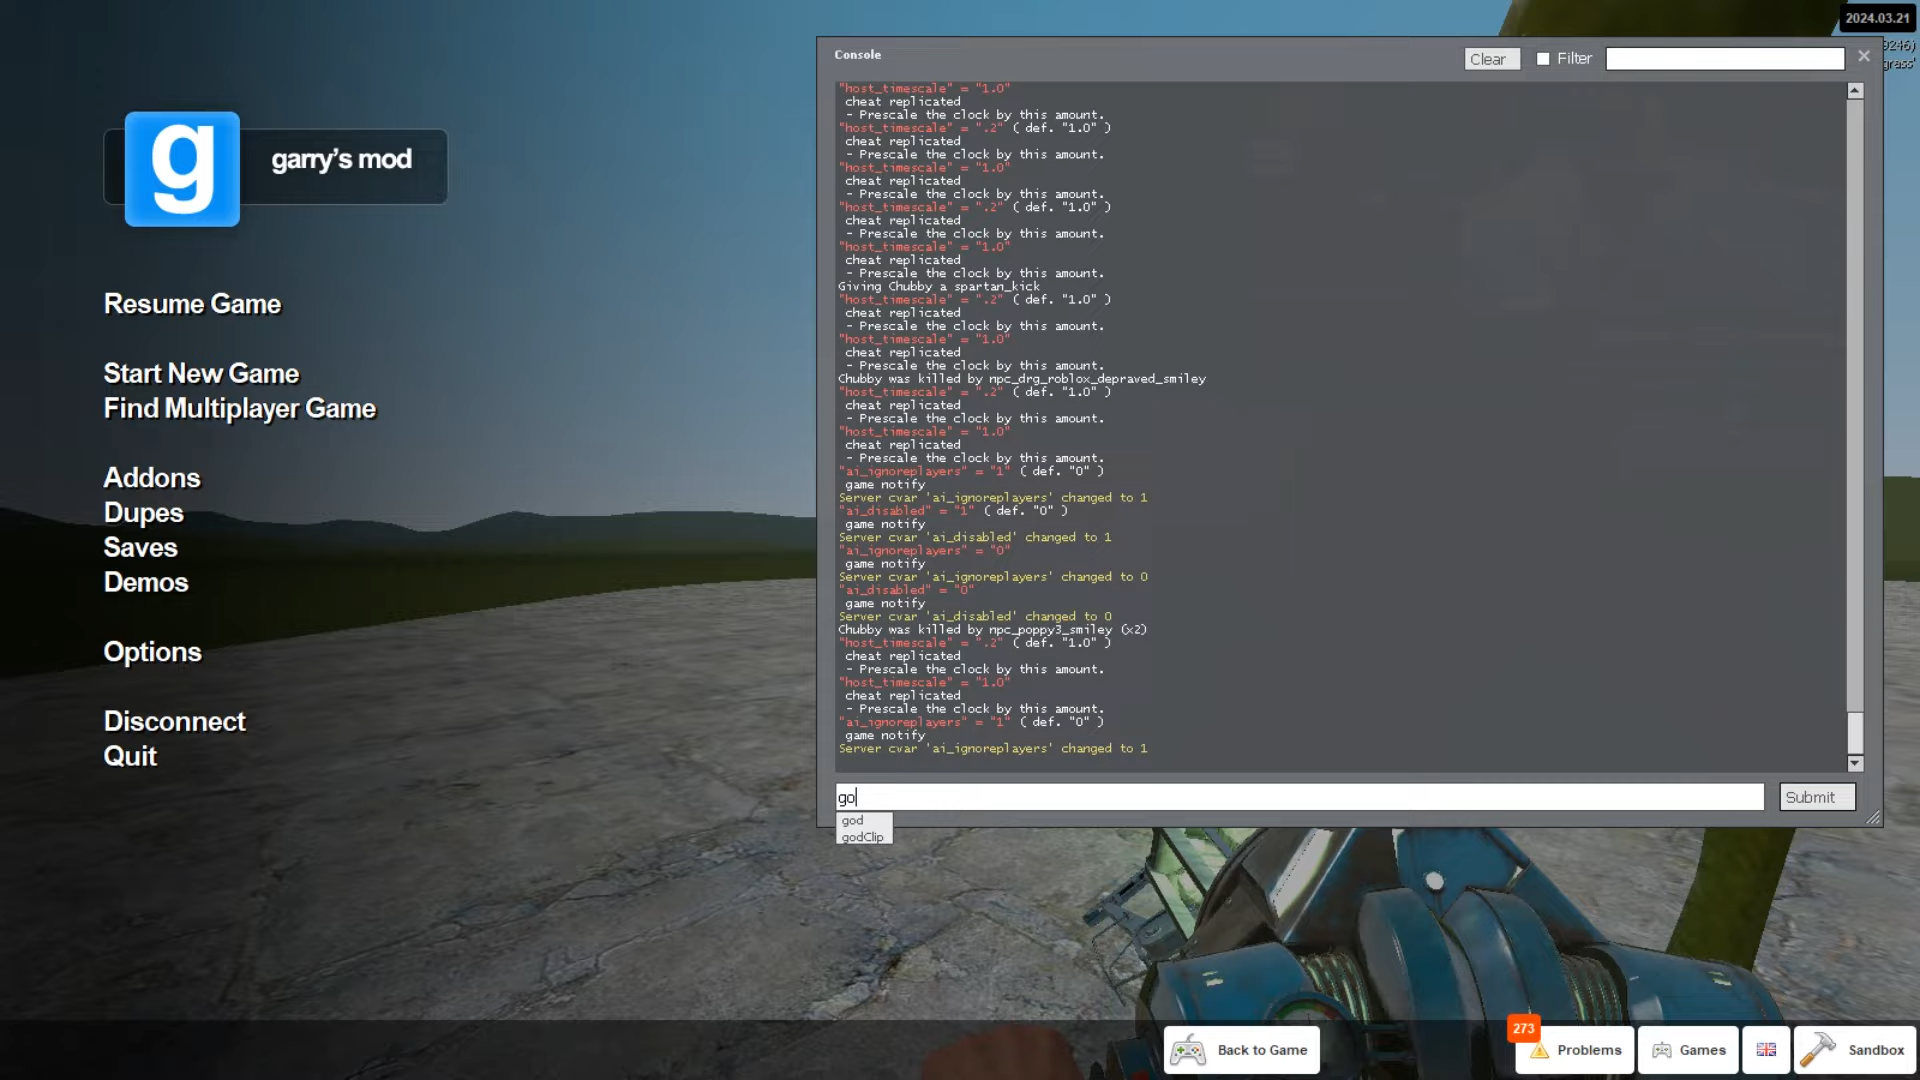 2024.03.21
9246)
grass'
g
garry's mod
Resume Game
Start New Game
Find Multiplayer Game
Addons
Dupes
Saves
Demos
Options
Disconnect
Quit
Console
Clear
Filter
"host_timescale" = "1.0"
cheat replicated
- Prescale the clock by this amount.
"host_timescale" = ".2" ( def. "1.0" )
cheat replicated
- Prescale the clock by this amount.
"host_timescale" = "1.0"
cheat replicated
- Prescale the clock by this amount.
"host_timescale" = ".2" ( def. "1.0" )
cheat replicated
- Prescale the clock by this amount.
"host_timescale" = "1.0"
cheat replicated
- Prescale the clock by this amount.
Giving Chubby a spartan_kick
"host_timescale" = ".2" ( def. "1.0" )
cheat replicated
- Prescale the clock by this amount.
"host_timescale" = "1.0"
cheat replicated
- Prescale the clock by this amount.
Chubby was killed by npc_drg_roblox_depraved_smiley
"host_timescale" = ".2" ( def. "1.0" )
cheat replicated
- Prescale the clock by this amount.
"host_timescale" = "1.0"
cheat replicated
- Prescale the clock by this amount.
"ai_ignoreplayers" = "1" ( def. "0" )
game notify
Server cvar 'ai_ignoreplayers' changed to 1
"ai_disabled" = "1" ( def. "0" )
game notify
Server cvar 'ai_disabled' changed to 1
"ai_ignoreplayers" = "0"
game notify
Server cvar 'ai_ignoreplayers' changed to 0
"ai_disabled" = "0"
game notify
Server cvar 'ai_disabled' changed to 0
Chubby was killed by npc_poppy3_smiley (x2)
"host_timescale" = ".2" ( def. "1.0" )
cheat replicated
- Prescale the clock by this amount.
"host_timescale" = "1.0"
cheat replicated
- Prescale the clock by this amount.
"ai_ignoreplayers" = "1" ( def. "0" )
game notify
Server cvar 'ai_ignoreplayers' changed to 1
go
Submit
god
godClip
Back to Game
273
Problems
Games
Sandbox